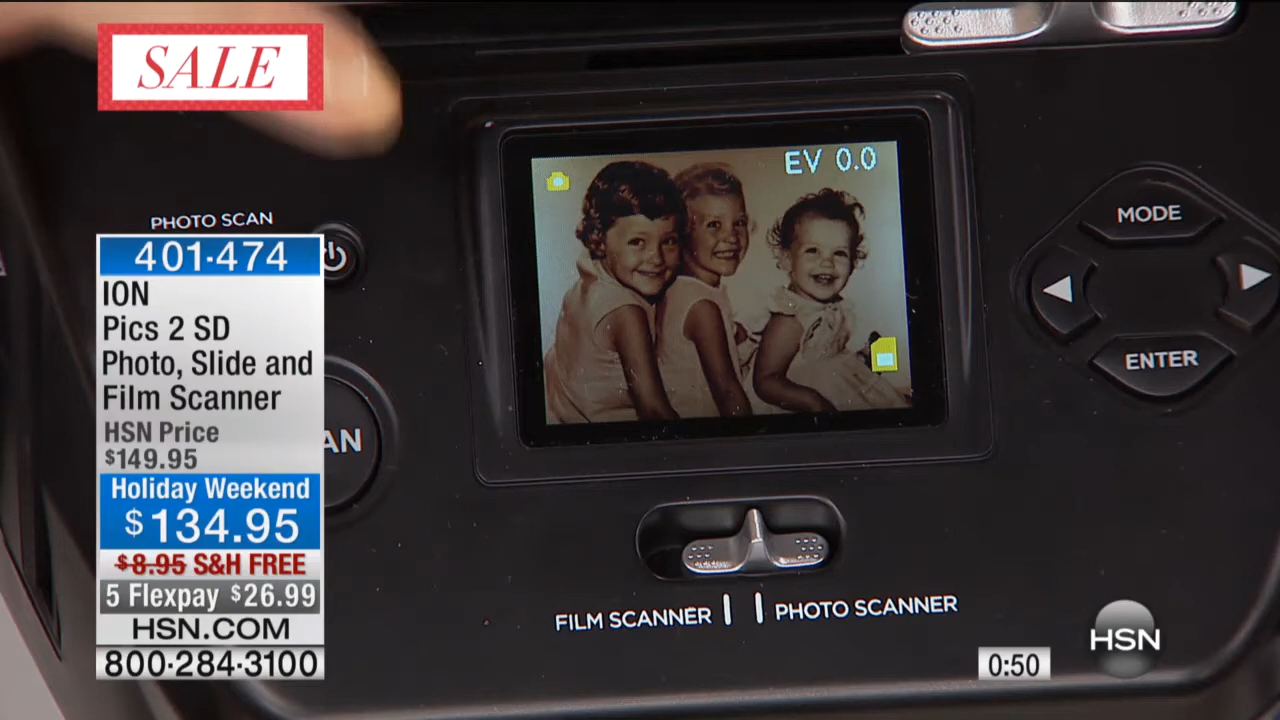 SALE
EV 0.0
PHOTO SCAN
MODE
401-474
ION
Pics 2 SD
Photo, Slide and
Film Scanner
HSN Price
$149.95
Holiday Weekend
$134.95
$8.95 S&H FREE
5 Flexpay $26.99
HSN.COM
800-284-3100
AN
ENTER
FILM SCANNER
PHOTO SCANNER
HSN
0:50